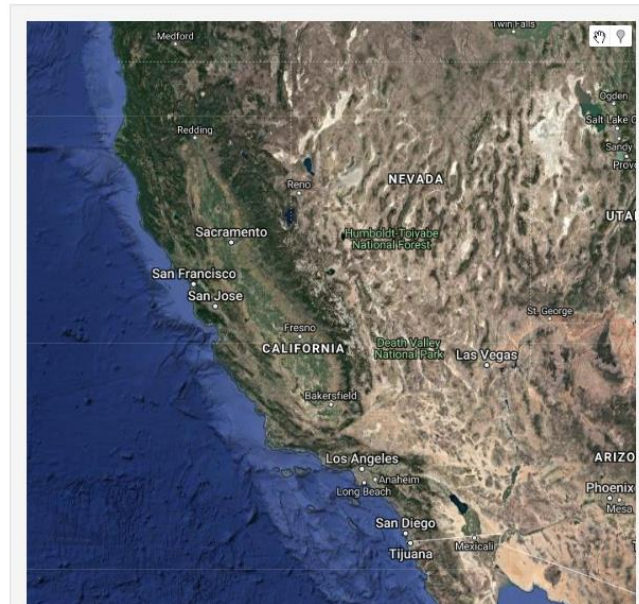 Twin Falls
Medford
Ogden
Salt Lake C
Redding
Sandy
Prov
Reno
NEVADA
UTA
Sacramento
Humboldt-Toiyabe
National Forest
San Francisco
San Jose
St. George
Fresno
CALIFORNIA
Death Valley
National Park
Las Vegas
Bakersfield
Los Angeles
Anaheim
Long Beach
ARIZO
Phoenix
Mesa
San Diego
Tijuana
Mexicali